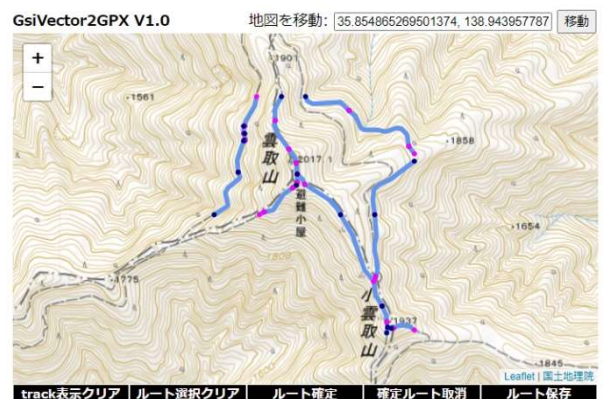 GsiVector2GPX V1.0
地図を移動: 35.854865269501374, 138.943957787 移動
+
−
1901
1561
雲取山
2017.1
1858
避難小屋
1654
1800
1775
小雲取山
1937
1845
Leaflet | 国土地理院
track表示クリア ルート選択クリア ルート確定 確定ルート取消 ルート保存